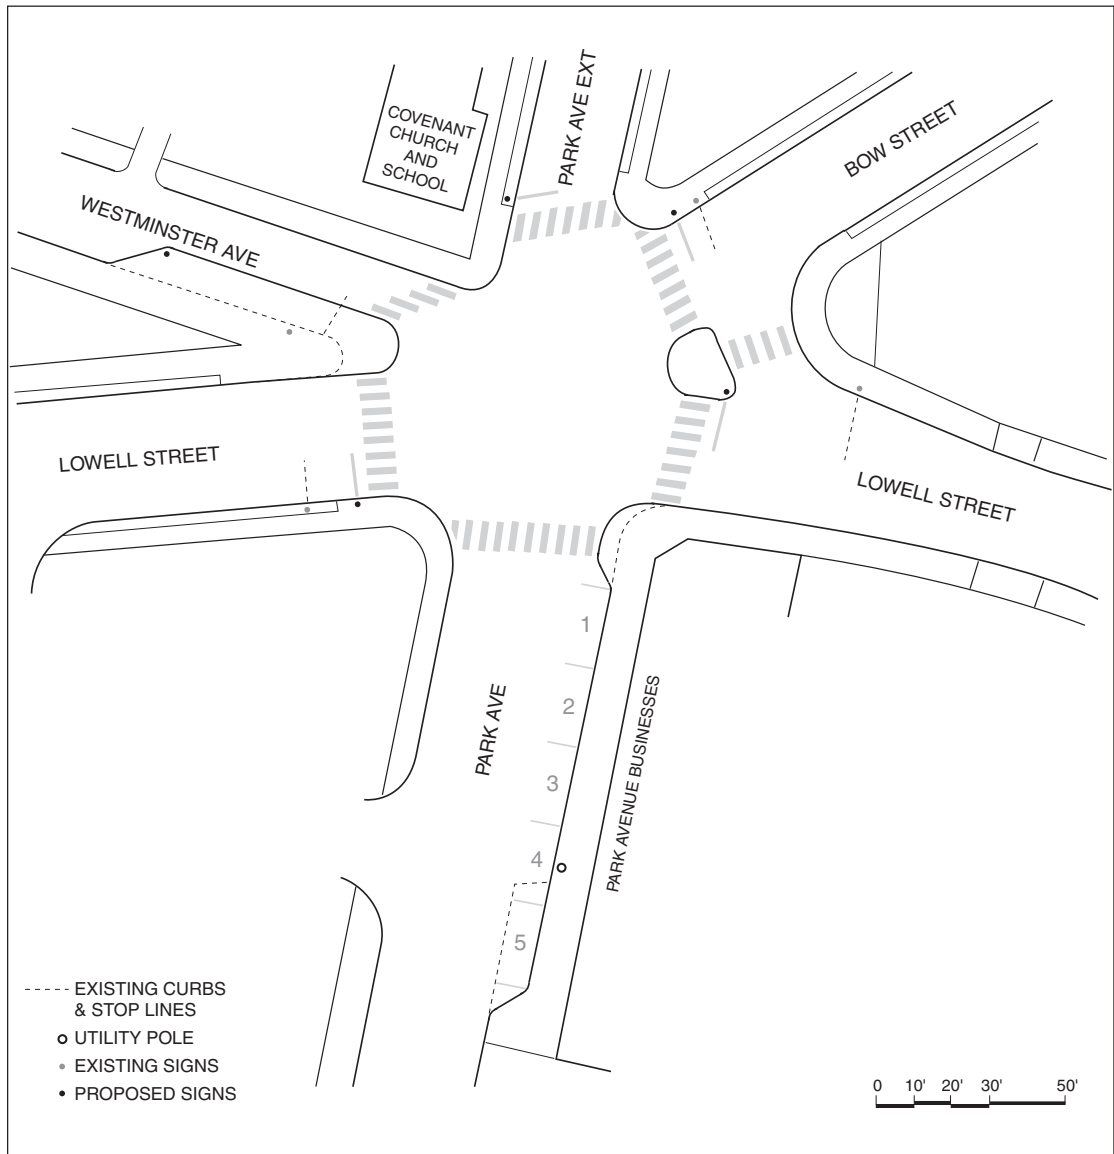 PARK AVE EXT
COVENANT
CHURCH
AND
SCHOOL
BOW STREET
WESTMINSTER AVE
LOWELL STREET
LOWELL STREET
1
2
3
4
5
PARK AVE
PARK AVENUE BUSINESSES
EXISTING CURBS
& STOP LINES
UTILITY POLE
EXISTING SIGNS
PROPOSED SIGNS
0 10' 20' 30' 50'